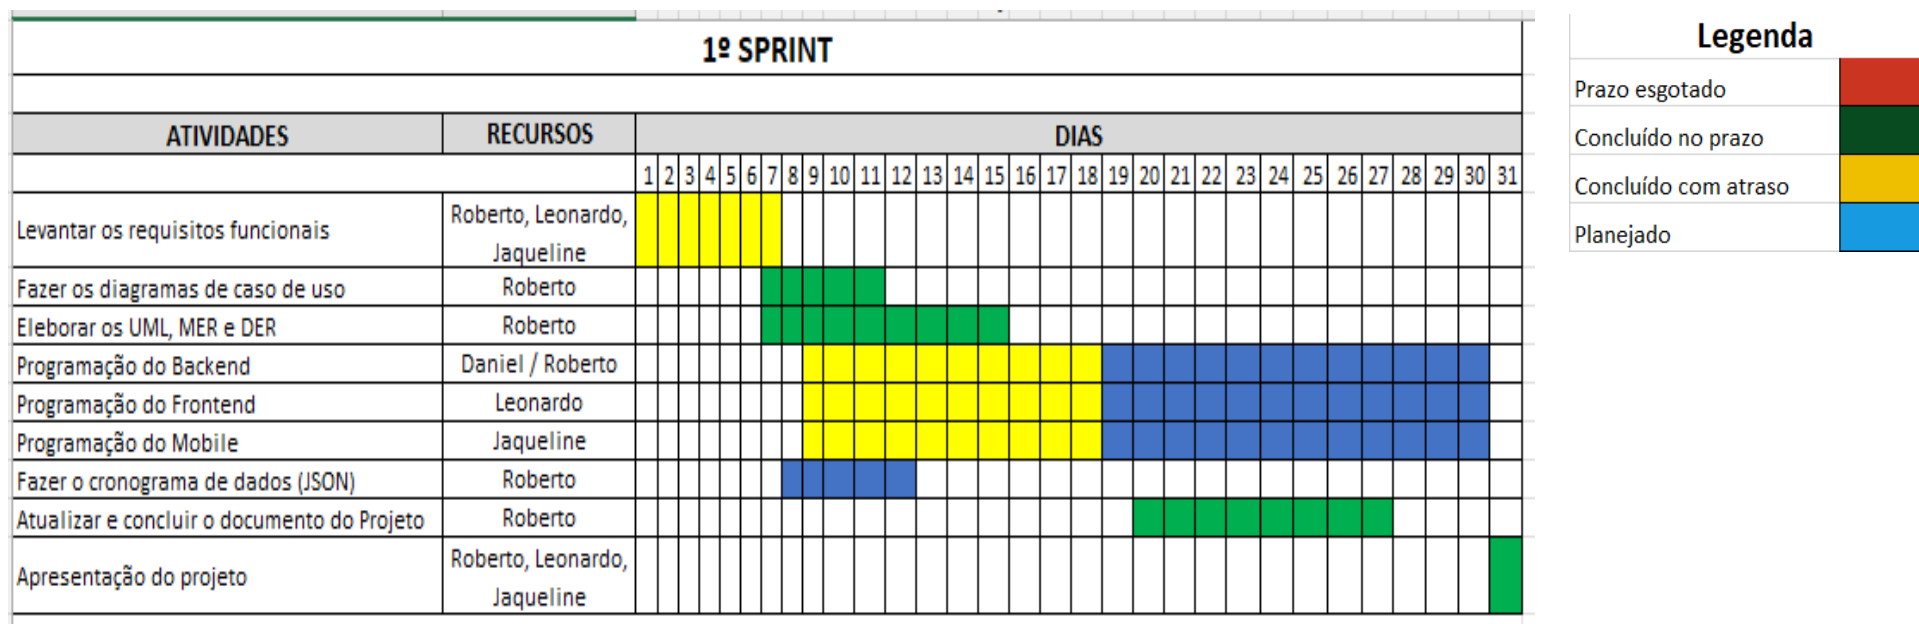 1º SPRINT
ATIVIDADES RECURSOS DIAS
1 2 3 4 5 6 7 8 9 10 11 12 13 14 15 16 17 18 19 20 21 22 23 24 25 26 27 28 29 30 31
Levantar os requisitos funcionais Roberto, Leonardo,
Jaqueline
Fazer os diagramas de caso de uso Roberto
Eleborar os UML, MER e DER Roberto
Programação do Backend Daniel / Roberto
Programação do Frontend Leonardo
Programação do Mobile Jaqueline
Fazer o cronograma de dados (JSON) Roberto
Atualizar e concluir o documento do Projeto Roberto
Apresentação do projeto Roberto, Leonardo,
Jaqueline
Legenda
Prazo esgotado
Concluído no prazo
Concluído com atraso
Planejado